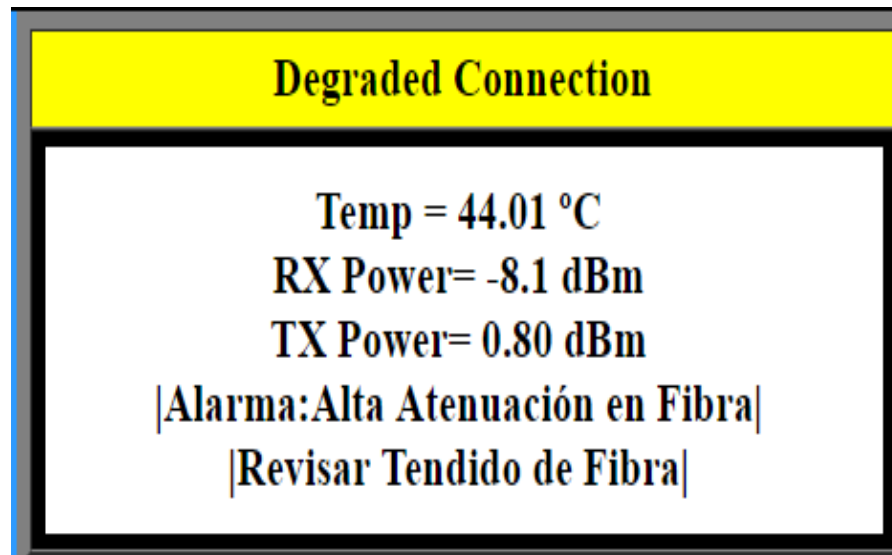 Degraded Connection
Temp = 44.01 ºC
RX Power= -8.1 dBm
TX Power= 0.80 dBm
|Alarma:Alta Atenuación en Fibra|
|Revisar Tendido de Fibra|